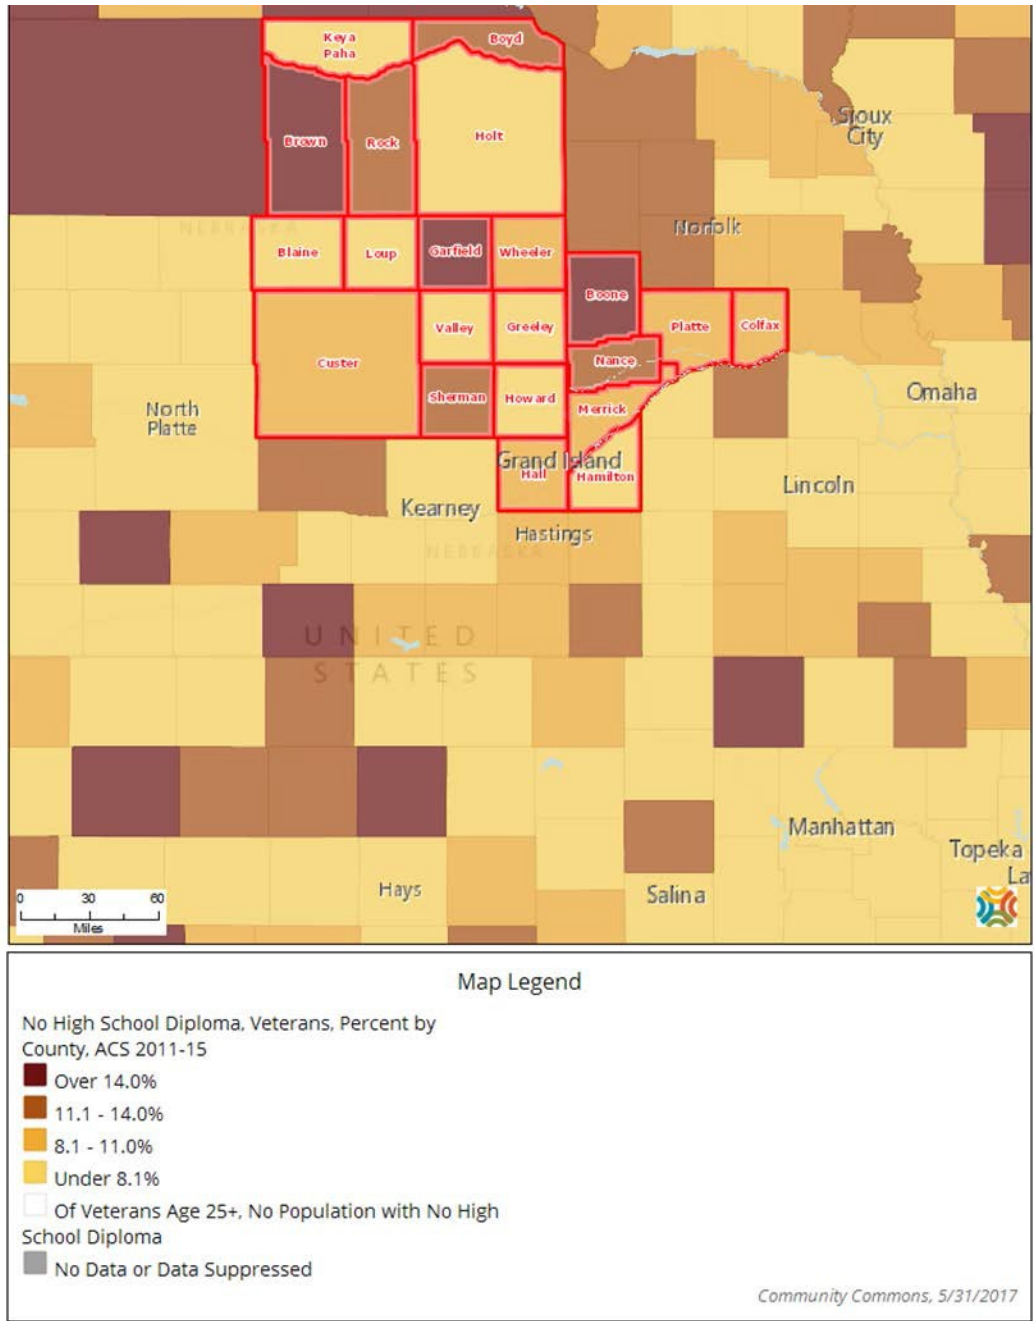 Keya
Paha
Boyd
Sioux
City
Brown
Rock
Holt
NEBRASKA
Norfolk
Blaine
Loup
Garfield
Wheeler
Boone
Valley
Greeley
Platte
Colfax
Custer
Nance
Sherman
Howard
Merrick
Omaha
North
Platte
Grand Island
Hall
Hamilton
Lincoln
Kearney
Hastings
NEBRASKA
UNITED
STATES
Manhattan
Topeka
La
Hays
Salina
0 30 60
Miles
Map Legend
No High School Diploma, Veterans, Percent by
County, ACS 2011-15
Over 14.0%
11.1 - 14.0%
8.1 - 11.0%
Under 8.1%
Of Veterans Age 25+, No Population with No High
School Diploma
No Data or Data Suppressed
Community Commons, 5/31/2017